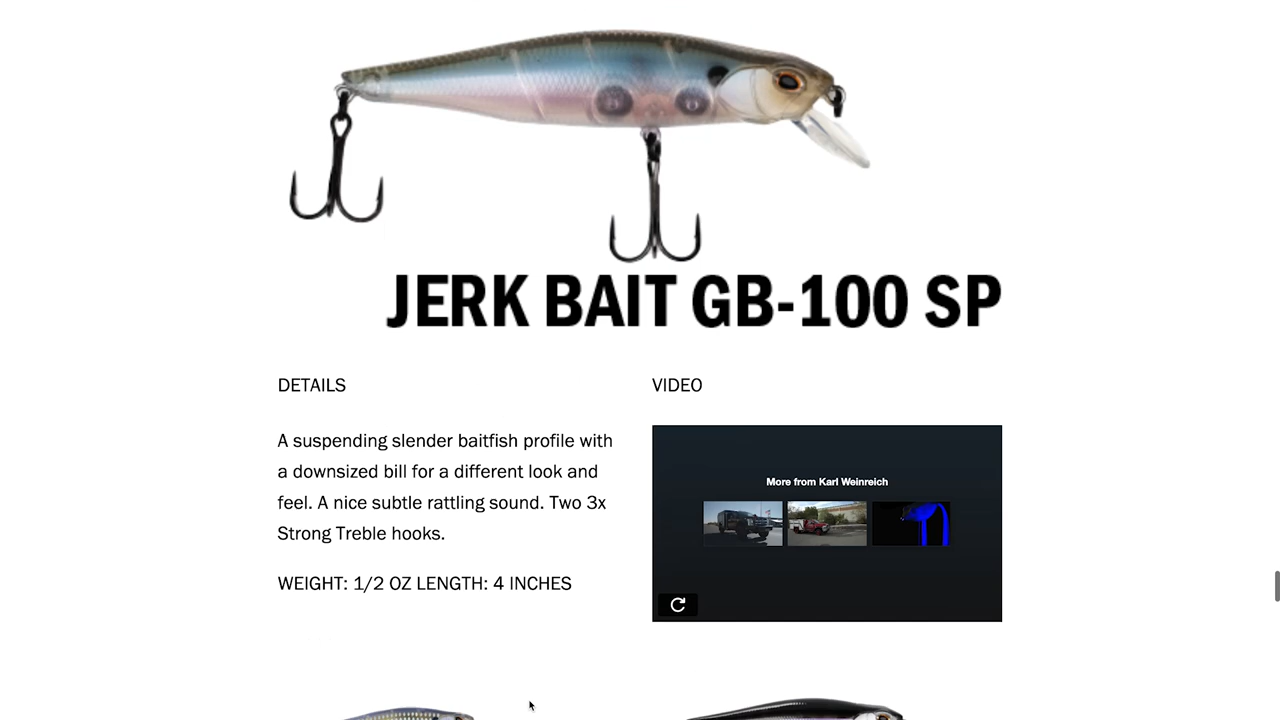 JERK BAIT GB-100 SP
DETAILS
A suspending slender baitfish profile with
a downsized bill for a different look and
feel. A nice subtle rattling sound. Two 3x
Strong Treble hooks.
WEIGHT: 1/2 OZ LENGTH: 4 INCHES
VIDEO
More from Karl Weinreich